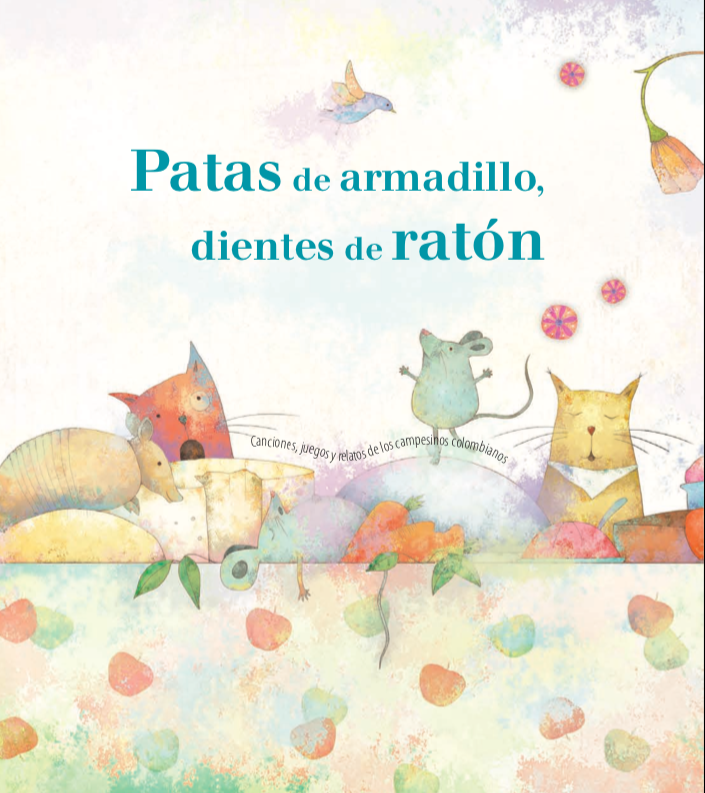 Patas de armadillo,
dientes de ratón
Canciones, juegos y relatos de los campesinos colombianos